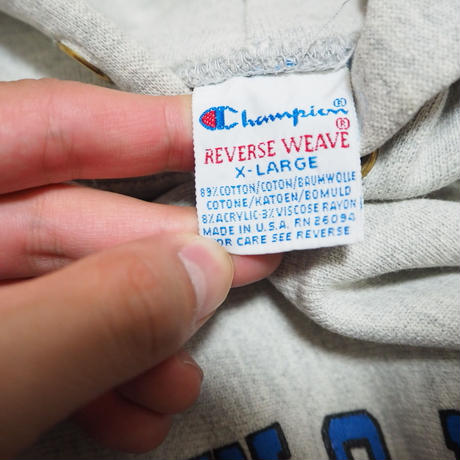 Champion®
REVERSE WEAVE®
X-LARGE
89% COTTON/COTON/BAUMWOLLE
COTONE/KATOEN/BOMULD
8% ACRYLIC-3% VISCOSE RAYON
MADE IN U.S.A. RN 26094
FOR CARE SEE REVERSE